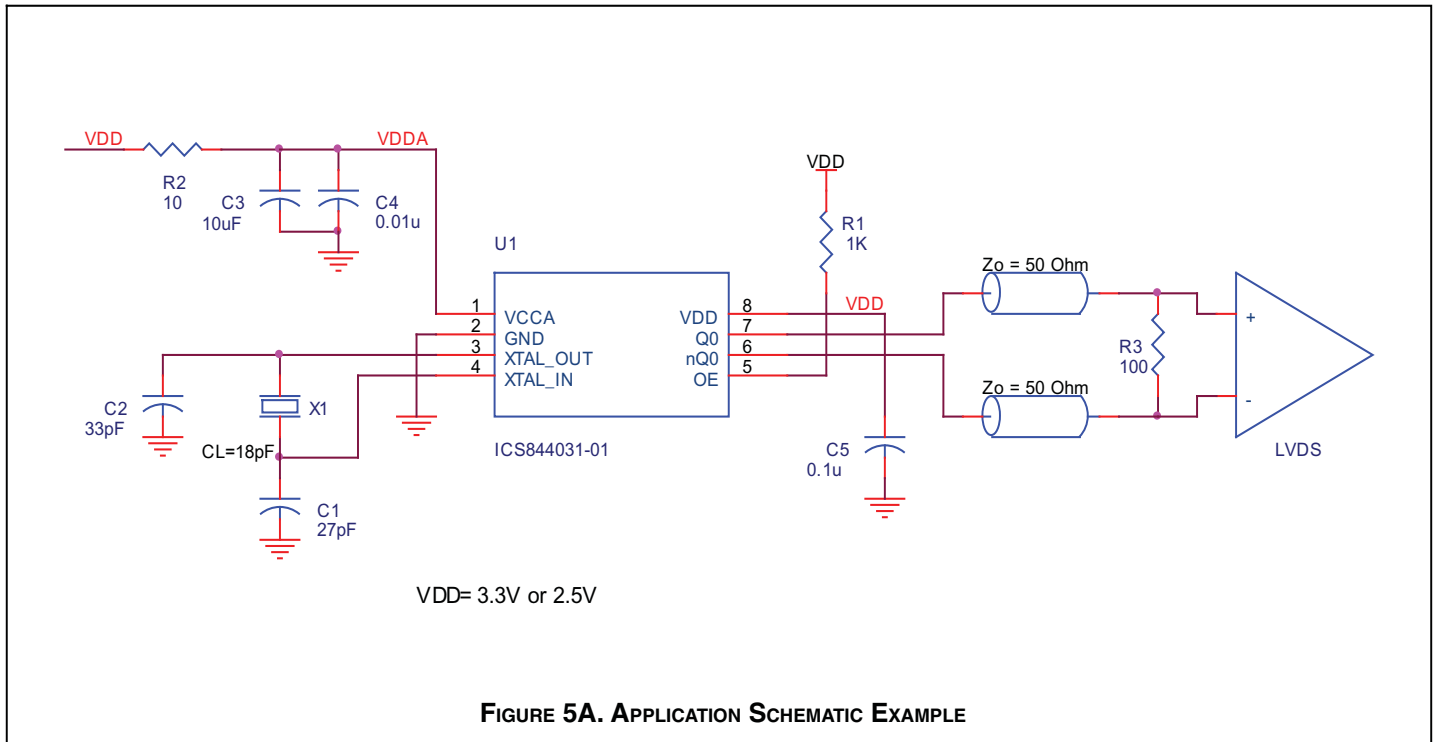 VDD
VDDA
R2
10
C3
10uF
C4
0.01u
VDD
R1
1K
U1
1
2
3
4
VCCA
GND
XTAL_OUT
XTAL_IN
VDD
Q0
nQ0
OE
8
7
6
5
ICS844031-01
VDD
C2
33pF
X1
CL=18pF
C1
27pF
C5
0.1u
Zo = 50 Ohm
Zo = 50 Ohm
R3
100
+
-
LVDS
VDD= 3.3V or 2.5V
FIGURE 5A. APPLICATION SCHEMATIC EXAMPLE